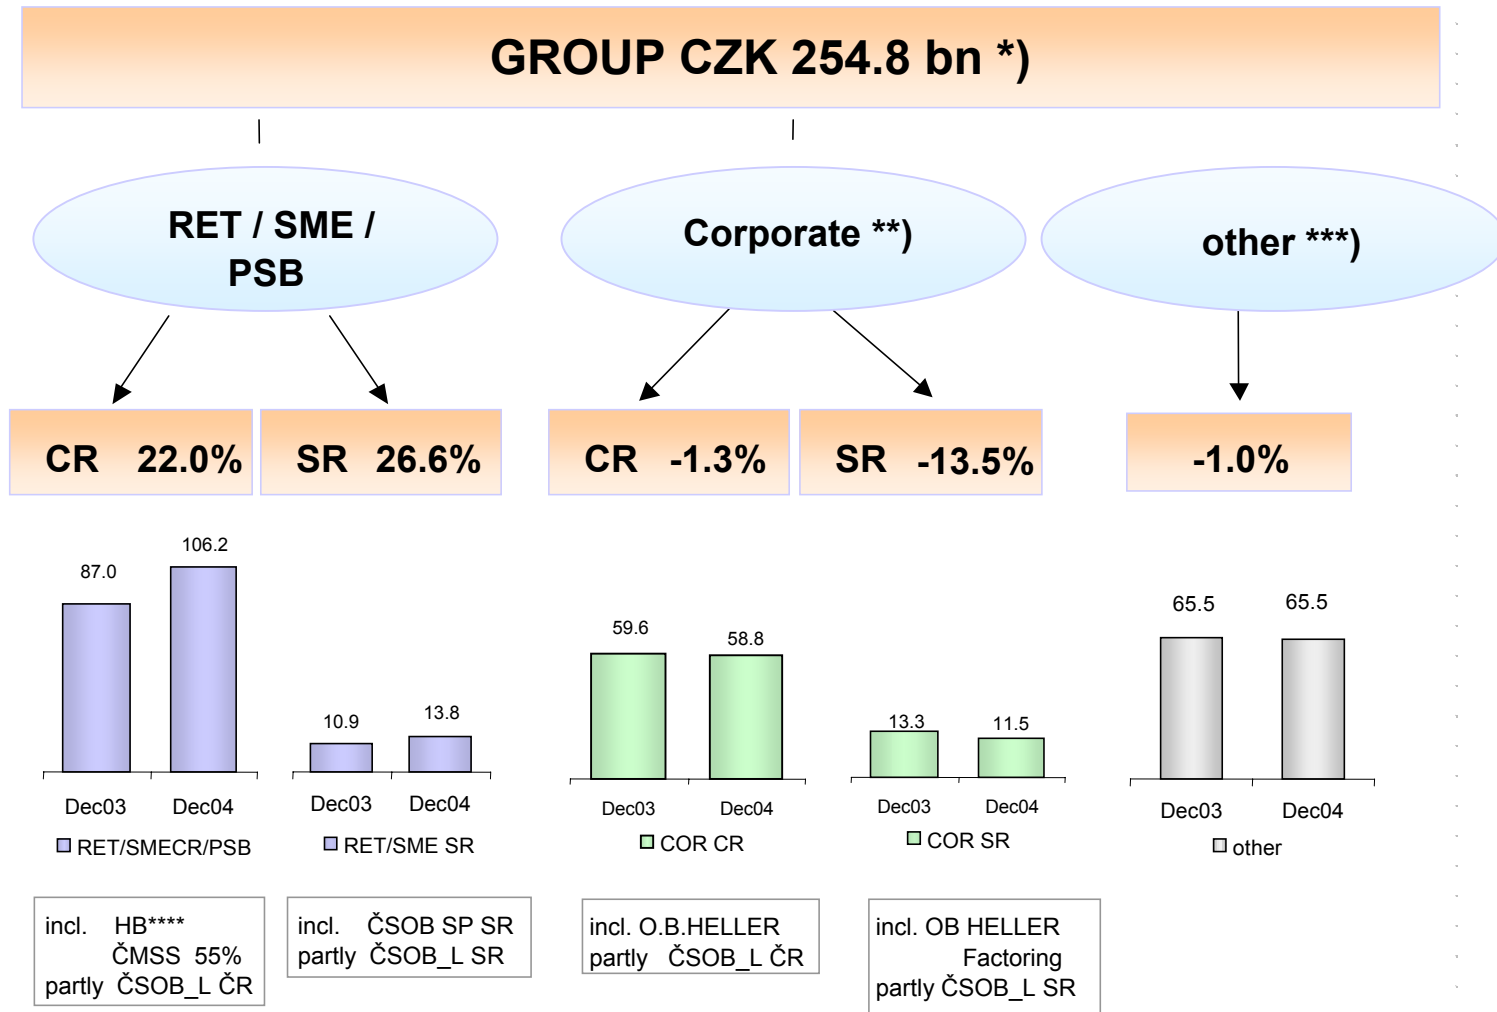 GROUP CZK 254.8 bn *)
RET / SME /
PSB
Corporate **)
other ***)
CR 22.0%
SR 26.6%
CR -1.3%
SR -13.5%
-1.0%
87.0
106.2
Dec03 Dec04
RET/SMECR/PSB
10.9
13.8
Dec03 Dec04
RET/SME SR
59.6
58.8
Dec03 Dec04
COR CR
13.3
11.5
Dec03 Dec04
COR SR
65.5
65.5
Dec03 Dec04
other
incl. HB****
ČMSS 55%
partly ČSOB_L ČR
incl. ČSOB SP SR
partly ČSOB_L SR
incl. O.B.HELLER
partly ČSOB_L ČR
incl. OB HELLER
Factoring
partly ČSOB_L SR